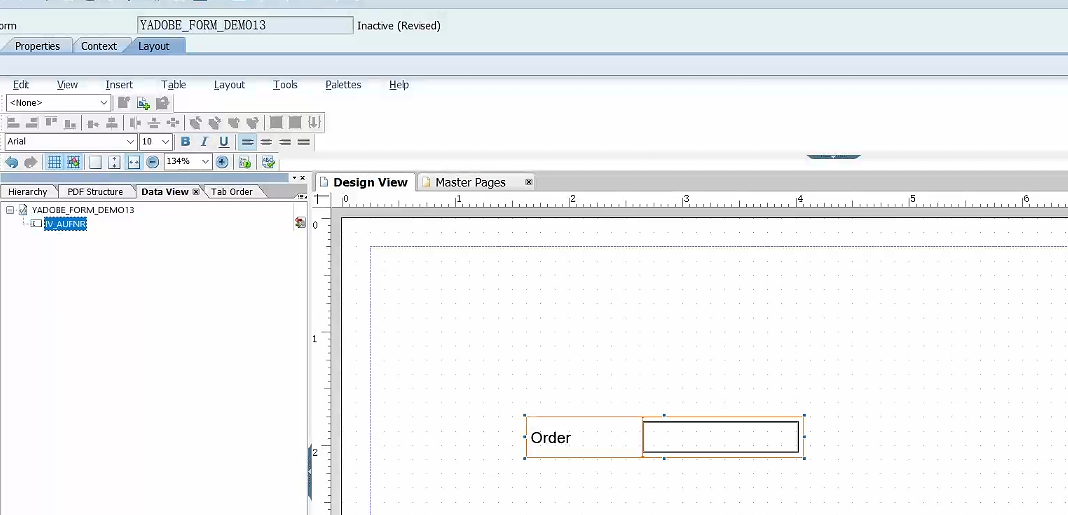 orm YADOBE_FORM_DEMO13 Inactive (Revised)
Properties Context Layout
Edit View Insert Table Layout Tools Palettes Help
<None>
Arial 10 B I U
134%
Hierarchy PDF Structure Data View Tab Order
Design View Master Pages
0 1 2 3 4 5 6
YADOBE_FORM_DEMO13
IV_AUFNR
0
1
2
Order